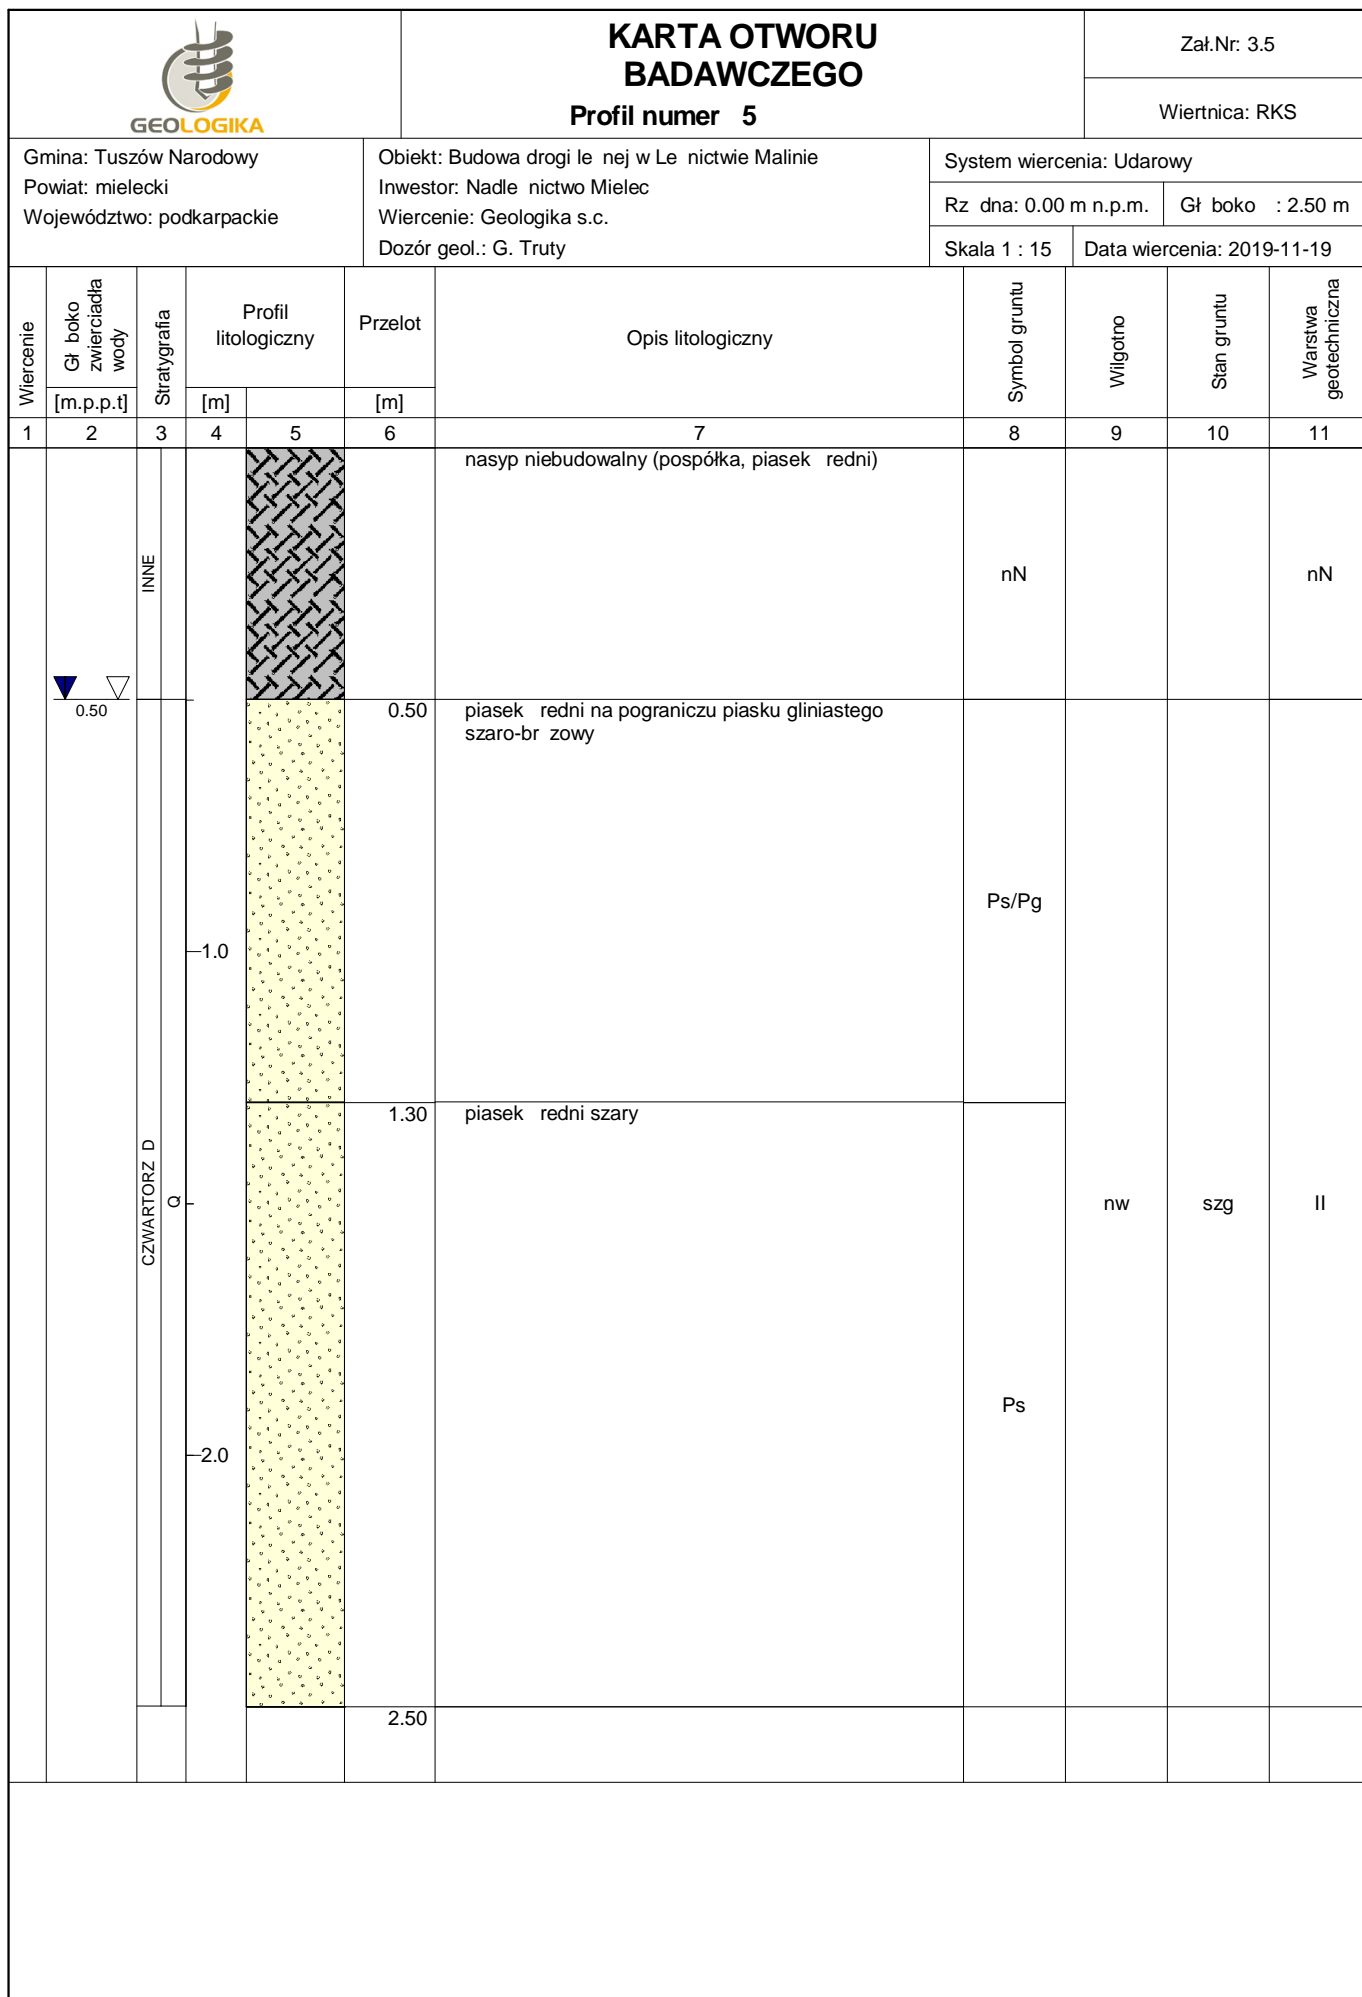 GEOLOGIKA
KARTA OTWORU
BADAWCZEGO
Profil numer 5
Zał.Nr: 3.5
Wiertnica: RKS
Gmina: Tuszów Narodowy
Powiat: mielecki
Województwo: podkarpackie
Obiekt: Budowa drogi le nej w Le nictwie Malinie
Inwestor: Nadle nictwo Mielec
Wiercenie: Geologika s.c.
Dozór geol.: G. Truty
System wiercenia: Udarowy
Rz dna: 0.00 m n.p.m.
Gł boko : 2.50 m
Skala 1 : 15
Data wiercenia: 2019-11-19
Wiercenie
Gł boko
zwierciadła
wody
[m.p.p.t]
Stratygrafia
Profil
litologiczny
[m]
Przelot
[m]
Opis litologiczny
Symbol gruntu
Wilgotno
Stan gruntu
Warstwa
geotechniczna
1 2 3 4 5 6 7 8 9 10 11
nasyp niebudowalny (pospółka, piasek redni)
INNE
nN
nN
0.50
0.50
piasek redni na pograniczu piasku gliniastego
szaro-br zowy
Ps/Pg
1.0
1.30
piasek redni szary
CZWARTORZ D
Q
nw
szg
II
Ps
2.0
2.50